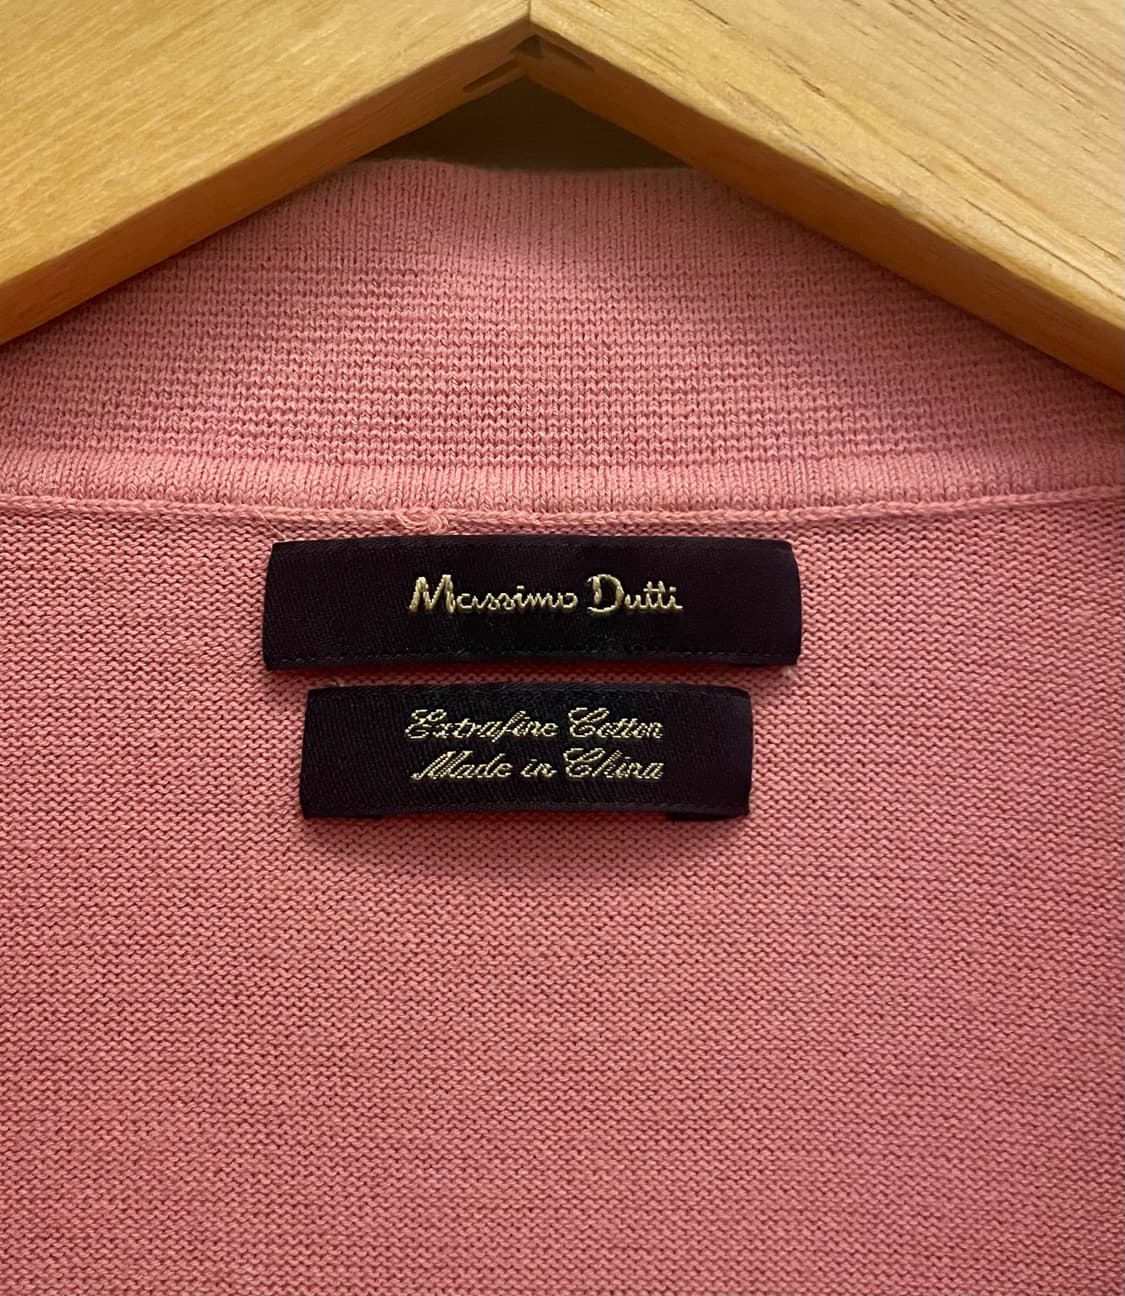 Massimo Dutti
Extrafine Cotton
Made in China